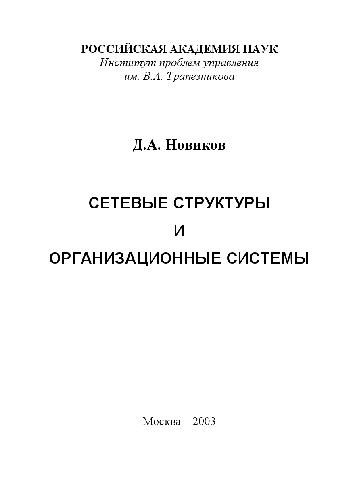 РОССИЙСКАЯ АКАДЕМИЯ НАУК
Институт проблем управления
им. В.А. Трапезникова
Д.А. Новиков
СЕТЕВЫЕ СТРУКТУРЫ
И
ОРГАНИЗАЦИОННЫЕ СИСТЕМЫ
Москва – 2003